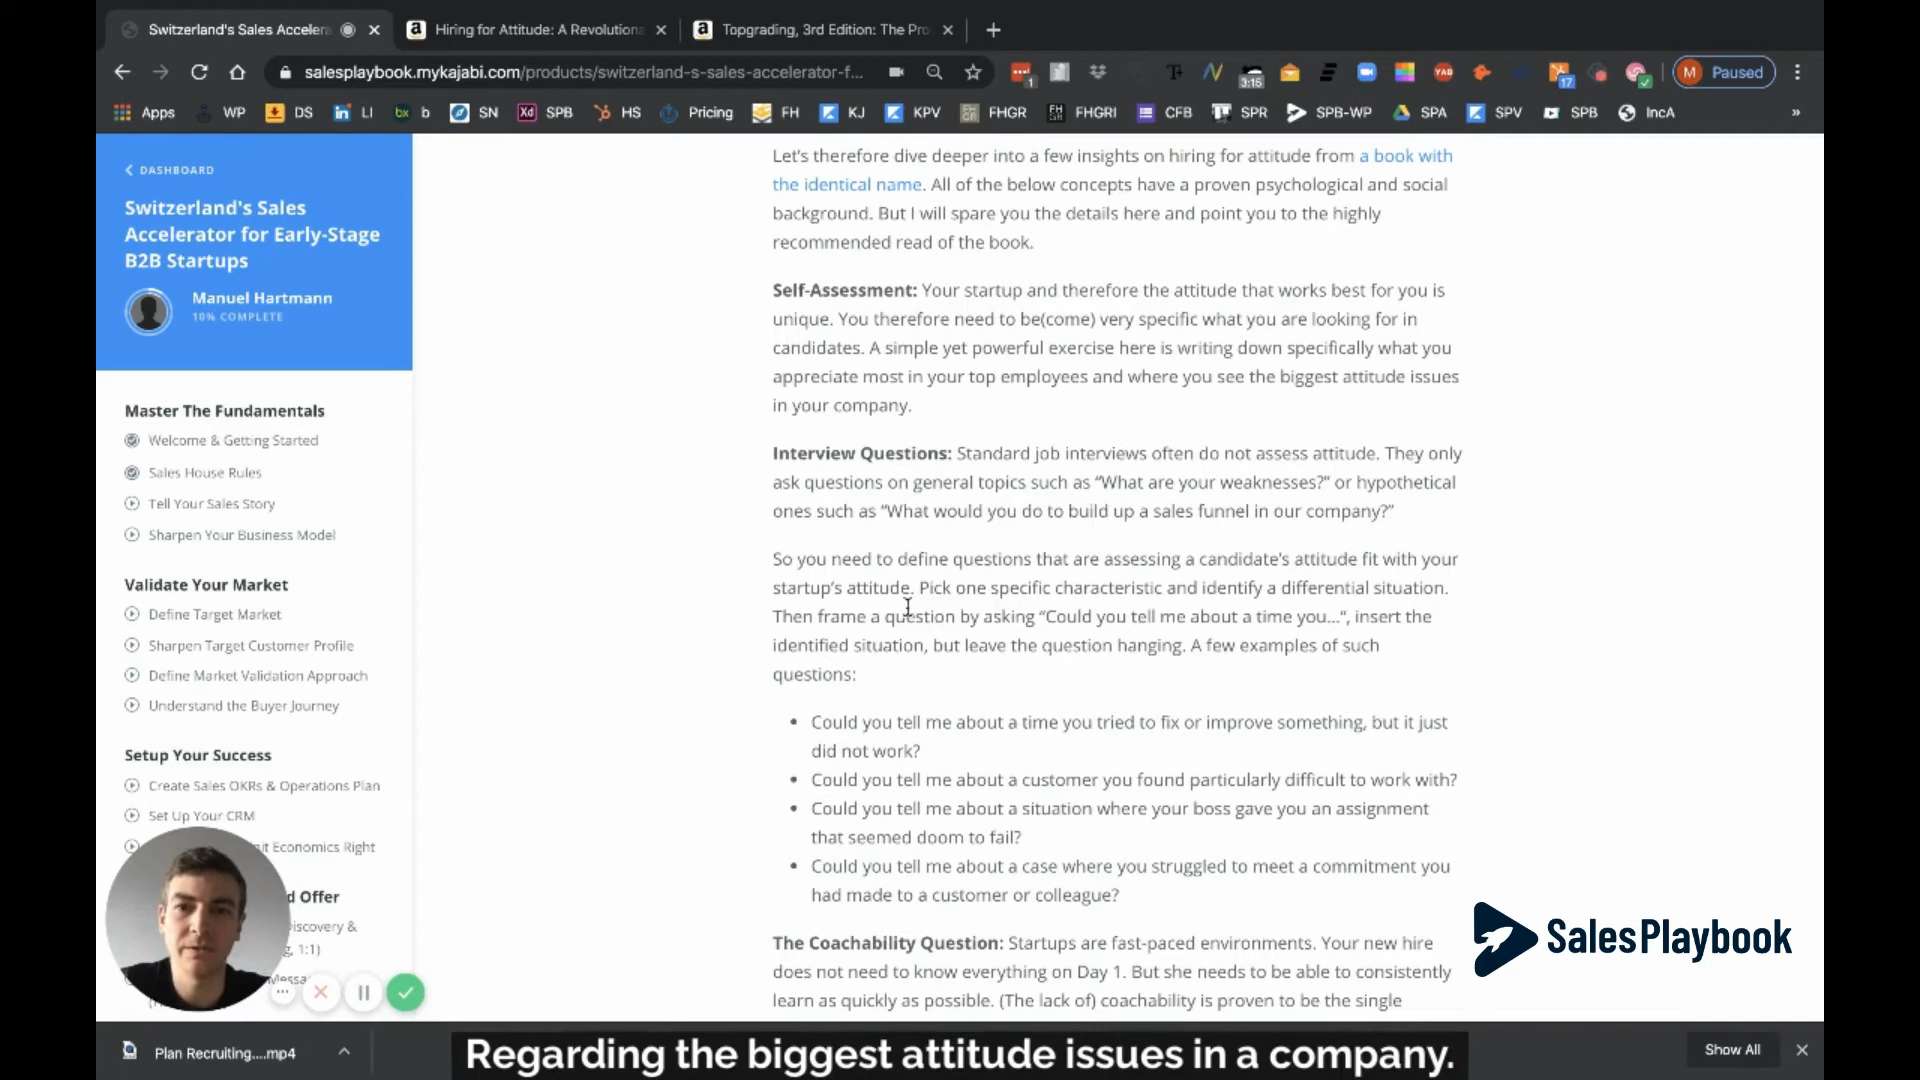 Switzerland's Sales Acceler
Hiring for Attitude: A Revolutiona
Topgrading, 3rd Edition: The Pro
salesplaybook.mykajabi.com/products/switzerland-s-sales-accelerator-f...
1
3:15
YAD
17
M Paused
Apps WP DS LI b SN SPB HS Pricing FH KJ KPV FHGR FHGRI CFB SPR SPB-WP SPA SPV SPB IncA »
DASHBOARD
Switzerland's Sales
Accelerator for Early-Stage
B2B Startups
Manuel Hartmann
10% COMPLETE
Master The Fundamentals
Welcome & Getting Started
Sales House Rules
Tell Your Sales Story
Sharpen Your Business Model
Validate Your Market
Define Target Market
Sharpen Target Customer Profile
Define Market Validation Approach
Understand the Buyer Journey
Setup Your Success
Create Sales OKRs & Operations Plan
Set Up Your CRM
it Economics Right
d Offer
iscovery &
g, 1:1)
Messa
Let's therefore dive deeper into a few insights on hiring for attitude from a book with
the identical name. All of the below concepts have a proven psychological and social
background. But I will spare you the details here and point you to the highly
recommended read of the book.
Self-Assessment: Your startup and therefore the attitude that works best for you is
unique. You therefore need to be(come) very specific what you are looking for in
candidates. A simple yet powerful exercise here is writing down specifically what you
appreciate most in your top employees and where you see the biggest attitude issues
in your company.
Interview Questions: Standard job interviews often do not assess attitude. They only
ask questions on general topics such as “What are your weaknesses?” or hypothetical
ones such as “What would you do to build up a sales funnel in our company?”
So you need to define questions that are assessing a candidate's attitude fit with your
startup's attitude. Pick one specific characteristic and identify a differential situation.
Then frame a question by asking “Could you tell me about a time you...“, insert the
identified situation, but leave the question hanging. A few examples of such
questions:
• Could you tell me about a time you tried to fix or improve something, but it just
did not work?
• Could you tell me about a customer you found particularly difficult to work with?
• Could you tell me about a situation where your boss gave you an assignment
that seemed doom to fail?
• Could you tell me about a case where you struggled to meet a commitment you
had made to a customer or colleague?
The Coachability Question: Startups are fast-paced environments. Your new hire
does not need to know everything on Day 1. But she needs to be able to consistently
learn as quickly as possible. (The lack of) coachability is proven to be the single
SalesPlaybook
Plan Recruiting....mp4
Regarding the biggest attitude issues in a company.
Show All